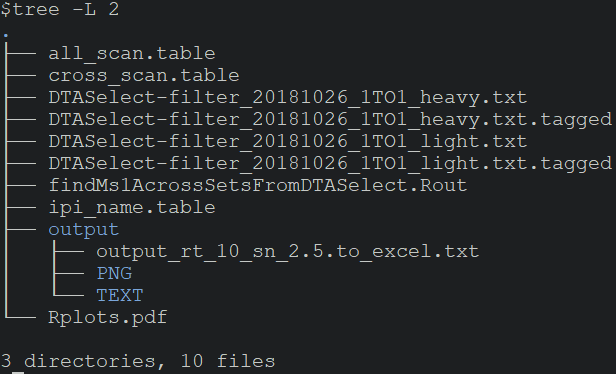 $tree -L 2
.
├── all_scan.table
├── cross_scan.table
├── DTASelect-filter_20181026_1TO1_heavy.txt
├── DTASelect-filter_20181026_1TO1_heavy.txt.tagged
├── DTASelect-filter_20181026_1TO1_light.txt
├── DTASelect-filter_20181026_1TO1_light.txt.tagged
├── findMs1AcrossSetsFromDTASelect.Rout
├── ipi_name.table
├── output
│   ├── output_rt_10_sn_2.5.to_excel.txt
│   ├── PNG
│   └── TEXT
└── Rplots.pdf

3 directories, 10 files